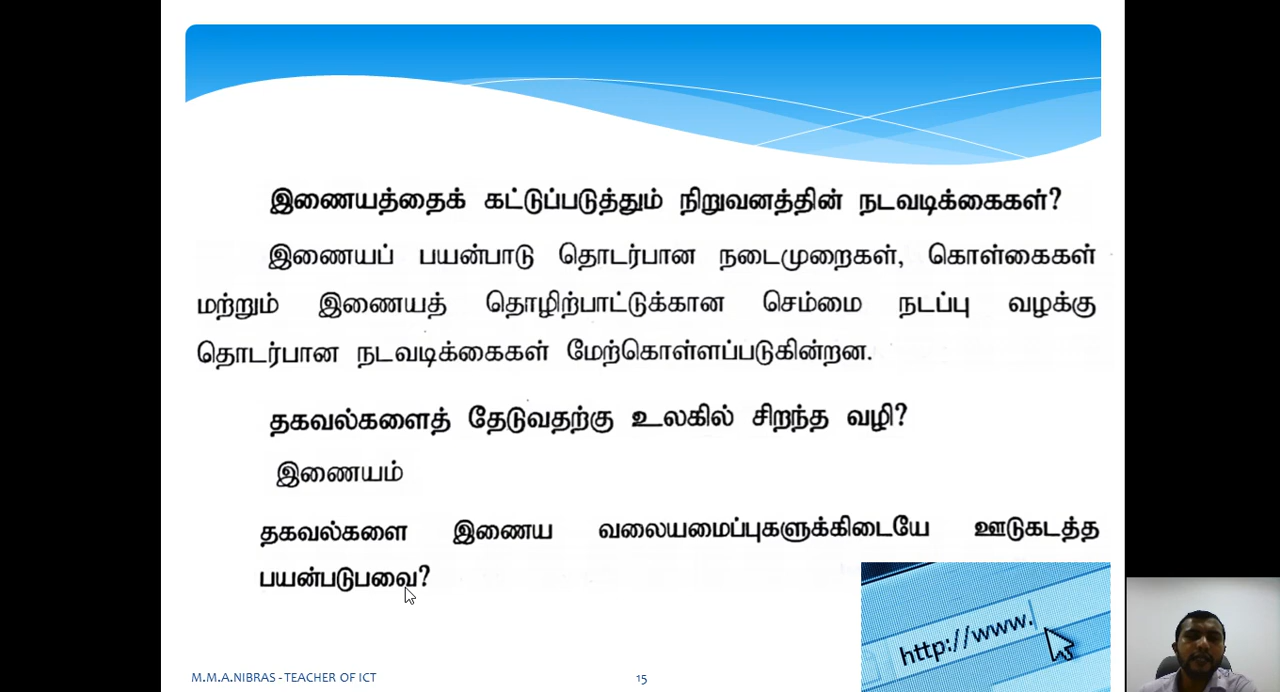 இணையத்தைக் கட்டுப்படுத்தும் நிறுவனத்தின் நடவடிக்கைகள்?
இணையப் பயன்பாடு தொடர்பான நடைமுறைகள், கொள்கைகள்
மற்றும் இணையத் தொழிற்பாட்டுக்கான செம்மை நடப்பு வழக்கு
தொடர்பான நடவடிக்கைகள் மேற்கொள்ளப்படுகின்றன.
தகவல்களைத் தேடுவதற்கு உலகில் சிறந்த வழி?
இணையம்
தகவல்களை இணைய வலையமைப்புகளுக்கிடையே ஊடுகடத்த
பயன்படுபவை?
http://www.
M.M.A.NIBRAS - TEACHER OF ICT
15